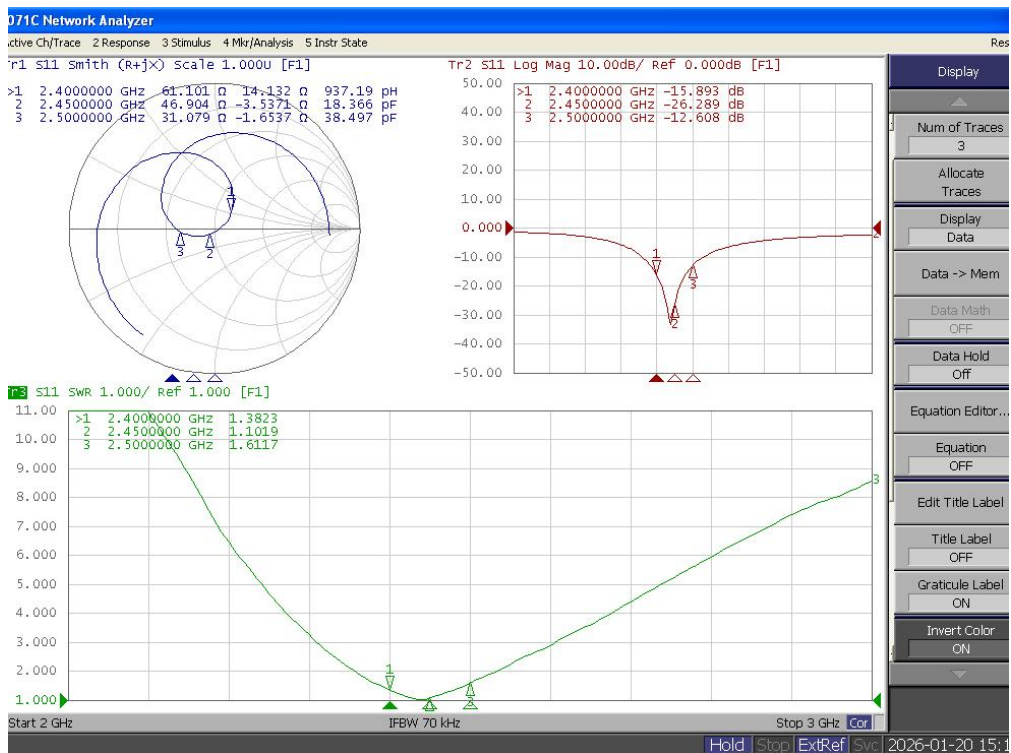 071C Network Analyzer
ctive Ch/Trace 2 Response 3 Stimulus 4 Mkr/Analysis 5 Instr State
Res
Tr1 S11 Smith (R+jX) Scale 1.000U [F1]
>1 2.4000000 GHz 61.101 Ω 14.132 Ω 937.19 pH
2 2.4500000 GHz 46.904 Ω -3.5371 Ω 18.366 pF
3 2.5000000 GHz 31.079 Ω -1.6537 Ω 38.497 pF
1
3
2
Tr2 S11 Log Mag 10.00dB/ Ref 0.000dB [F1]
50.00
40.00
30.00
20.00
10.00
0.000
-10.00
-20.00
-30.00
-40.00
-50.00
>1 2.4000000 GHz -15.893 dB
2 2.4500000 GHz -26.289 dB
3 2.5000000 GHz -12.608 dB
1
3
2
Tr3 S11 SWR 1.000/ Ref 1.000 [F1]
11.00
10.00
9.000
8.000
7.000
6.000
5.000
4.000
3.000
2.000
1.000
>1 2.4000000 GHz 1.3823
2 2.4500000 GHz 1.1019
3 2.5000000 GHz 1.6117
3
1
Start 2 GHz
IFBW 70 kHz
Stop 3 GHz
Cor
Display
Num of Traces
3
Allocate
Traces
Display
Data
Data -> Mem
Data Math
OFF
Data Hold
Off
Equation Editor...
Equation
OFF
Edit Title Label
Title Label
OFF
Graticule Label
ON
Invert Color
ON
Hold
Stop
ExtRef
Svc
2026-01-20 15:1